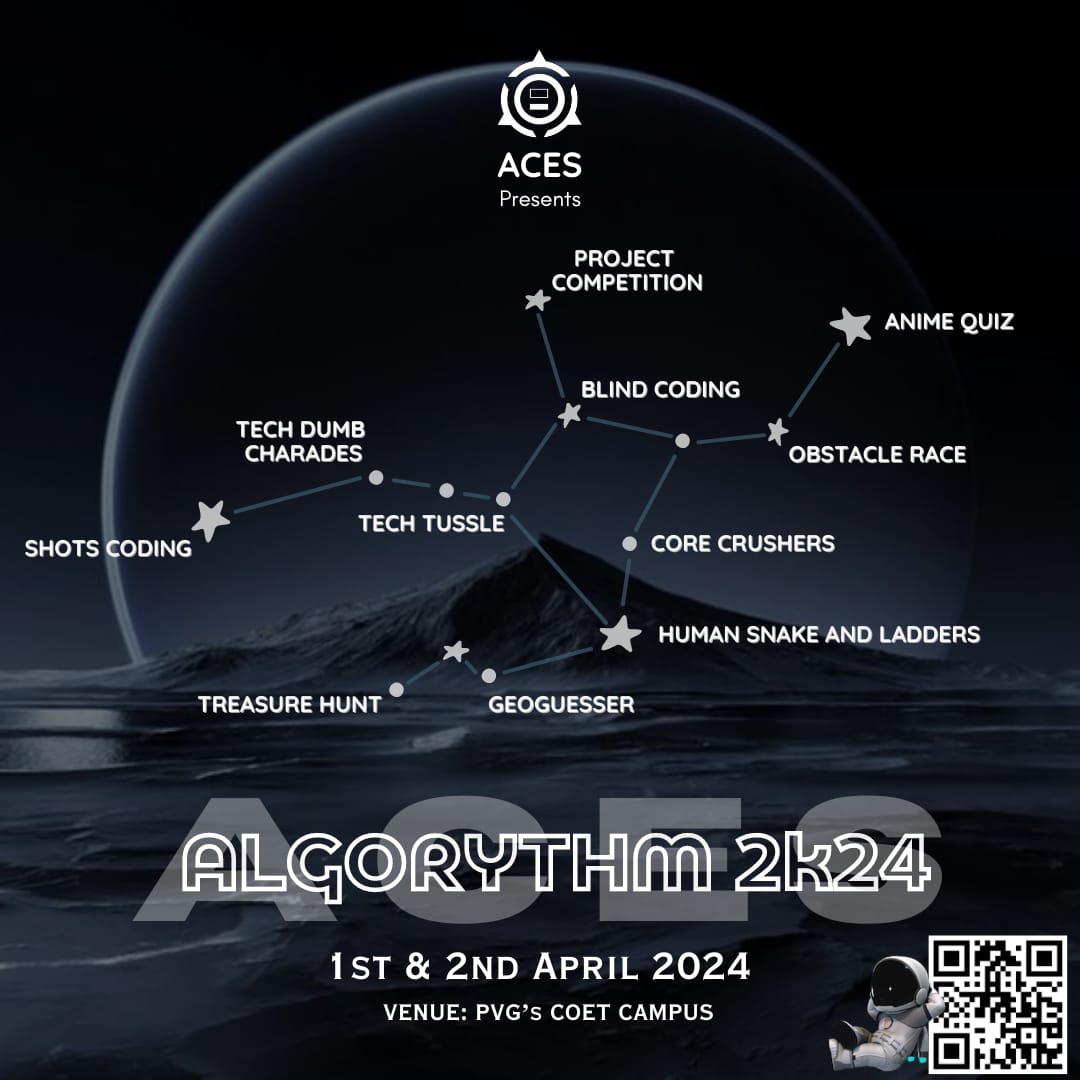 ACES
Presents
PROJECT
COMPETITION
ANIME QUIZ
BLIND CODING
TECH DUMB
CHARADES
OBSTACLE RACE
TECH TUSSLE
SHOTS CODING
CORE CRUSHERS
HUMAN SNAKE AND LADDERS
TREASURE HUNT
GEOGUESSER
ACES
ALGORYTHM 2k24
1ST & 2ND APRIL 2024
VENUE: PVG's COET CAMPUS